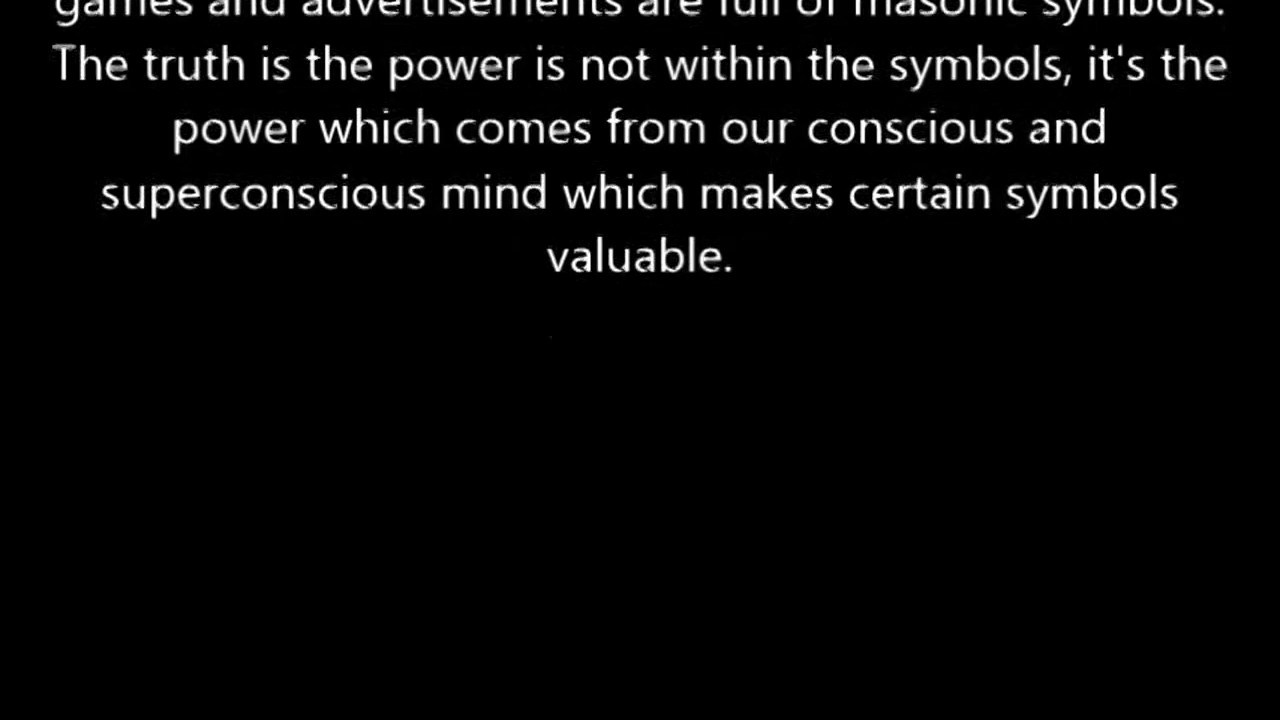 games and advertisements are full of masonic symbols.
The truth is the power is not within the symbols, it's the
power which comes from our conscious and
superconscious mind which makes certain symbols
valuable.